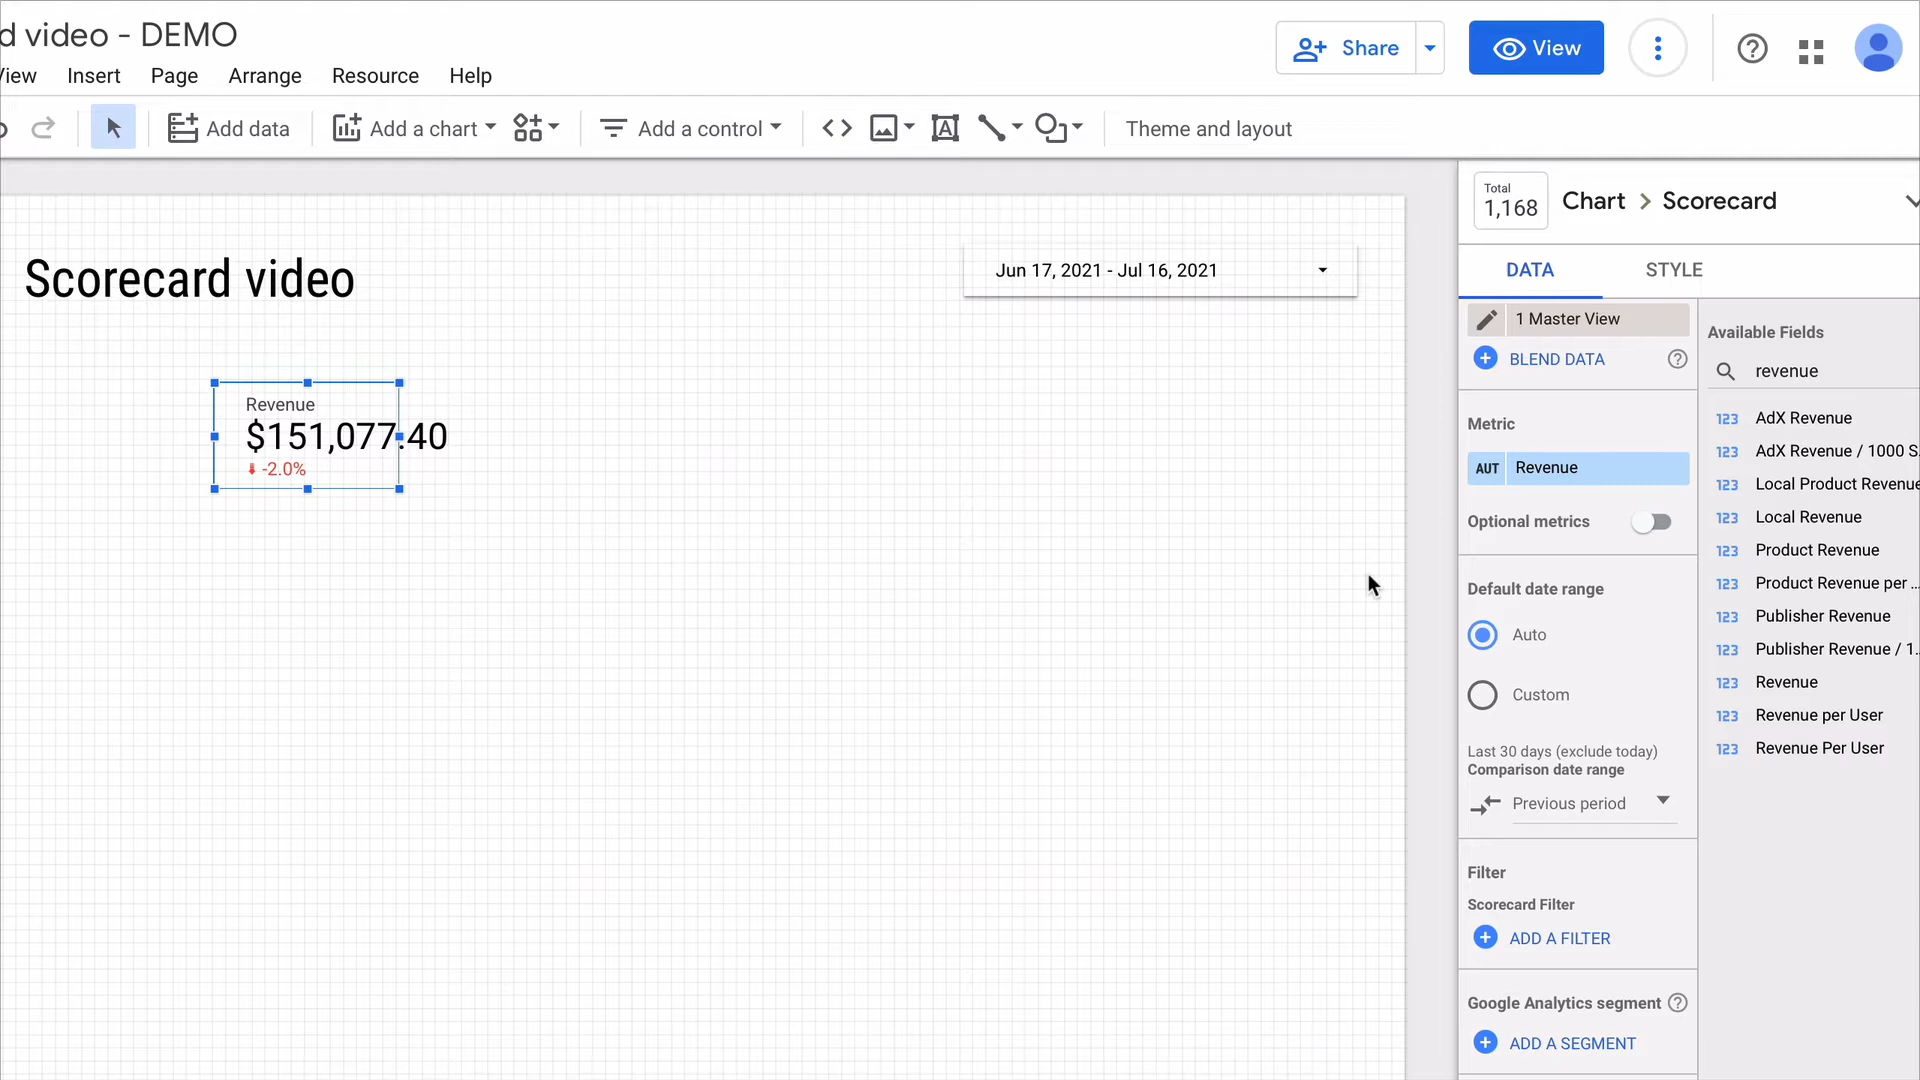 d video - DEMO
View Insert Page Arrange Resource Help
Share
View
Add data
Add a chart
Add a control
Theme and layout
Scorecard video
Jun 17, 2021 - Jul 16, 2021
Revenue
$151,077.40
-2.0%
Total
1,168
Chart > Scorecard
DATA
STYLE
1 Master View
BLEND DATA
Metric
AUT Revenue
Optional metrics
Default date range
Auto
Custom
Last 30 days (exclude today)
Comparison date range
Previous period
Filter
Scorecard Filter
ADD A FILTER
Google Analytics segment
ADD A SEGMENT
Available Fields
revenue
123 AdX Revenue
123 AdX Revenue / 1000 S.
123 Local Product Revenue
123 Local Revenue
123 Product Revenue
123 Product Revenue per ...
123 Publisher Revenue
123 Publisher Revenue / 1..
123 Revenue
123 Revenue per User
123 Revenue Per User